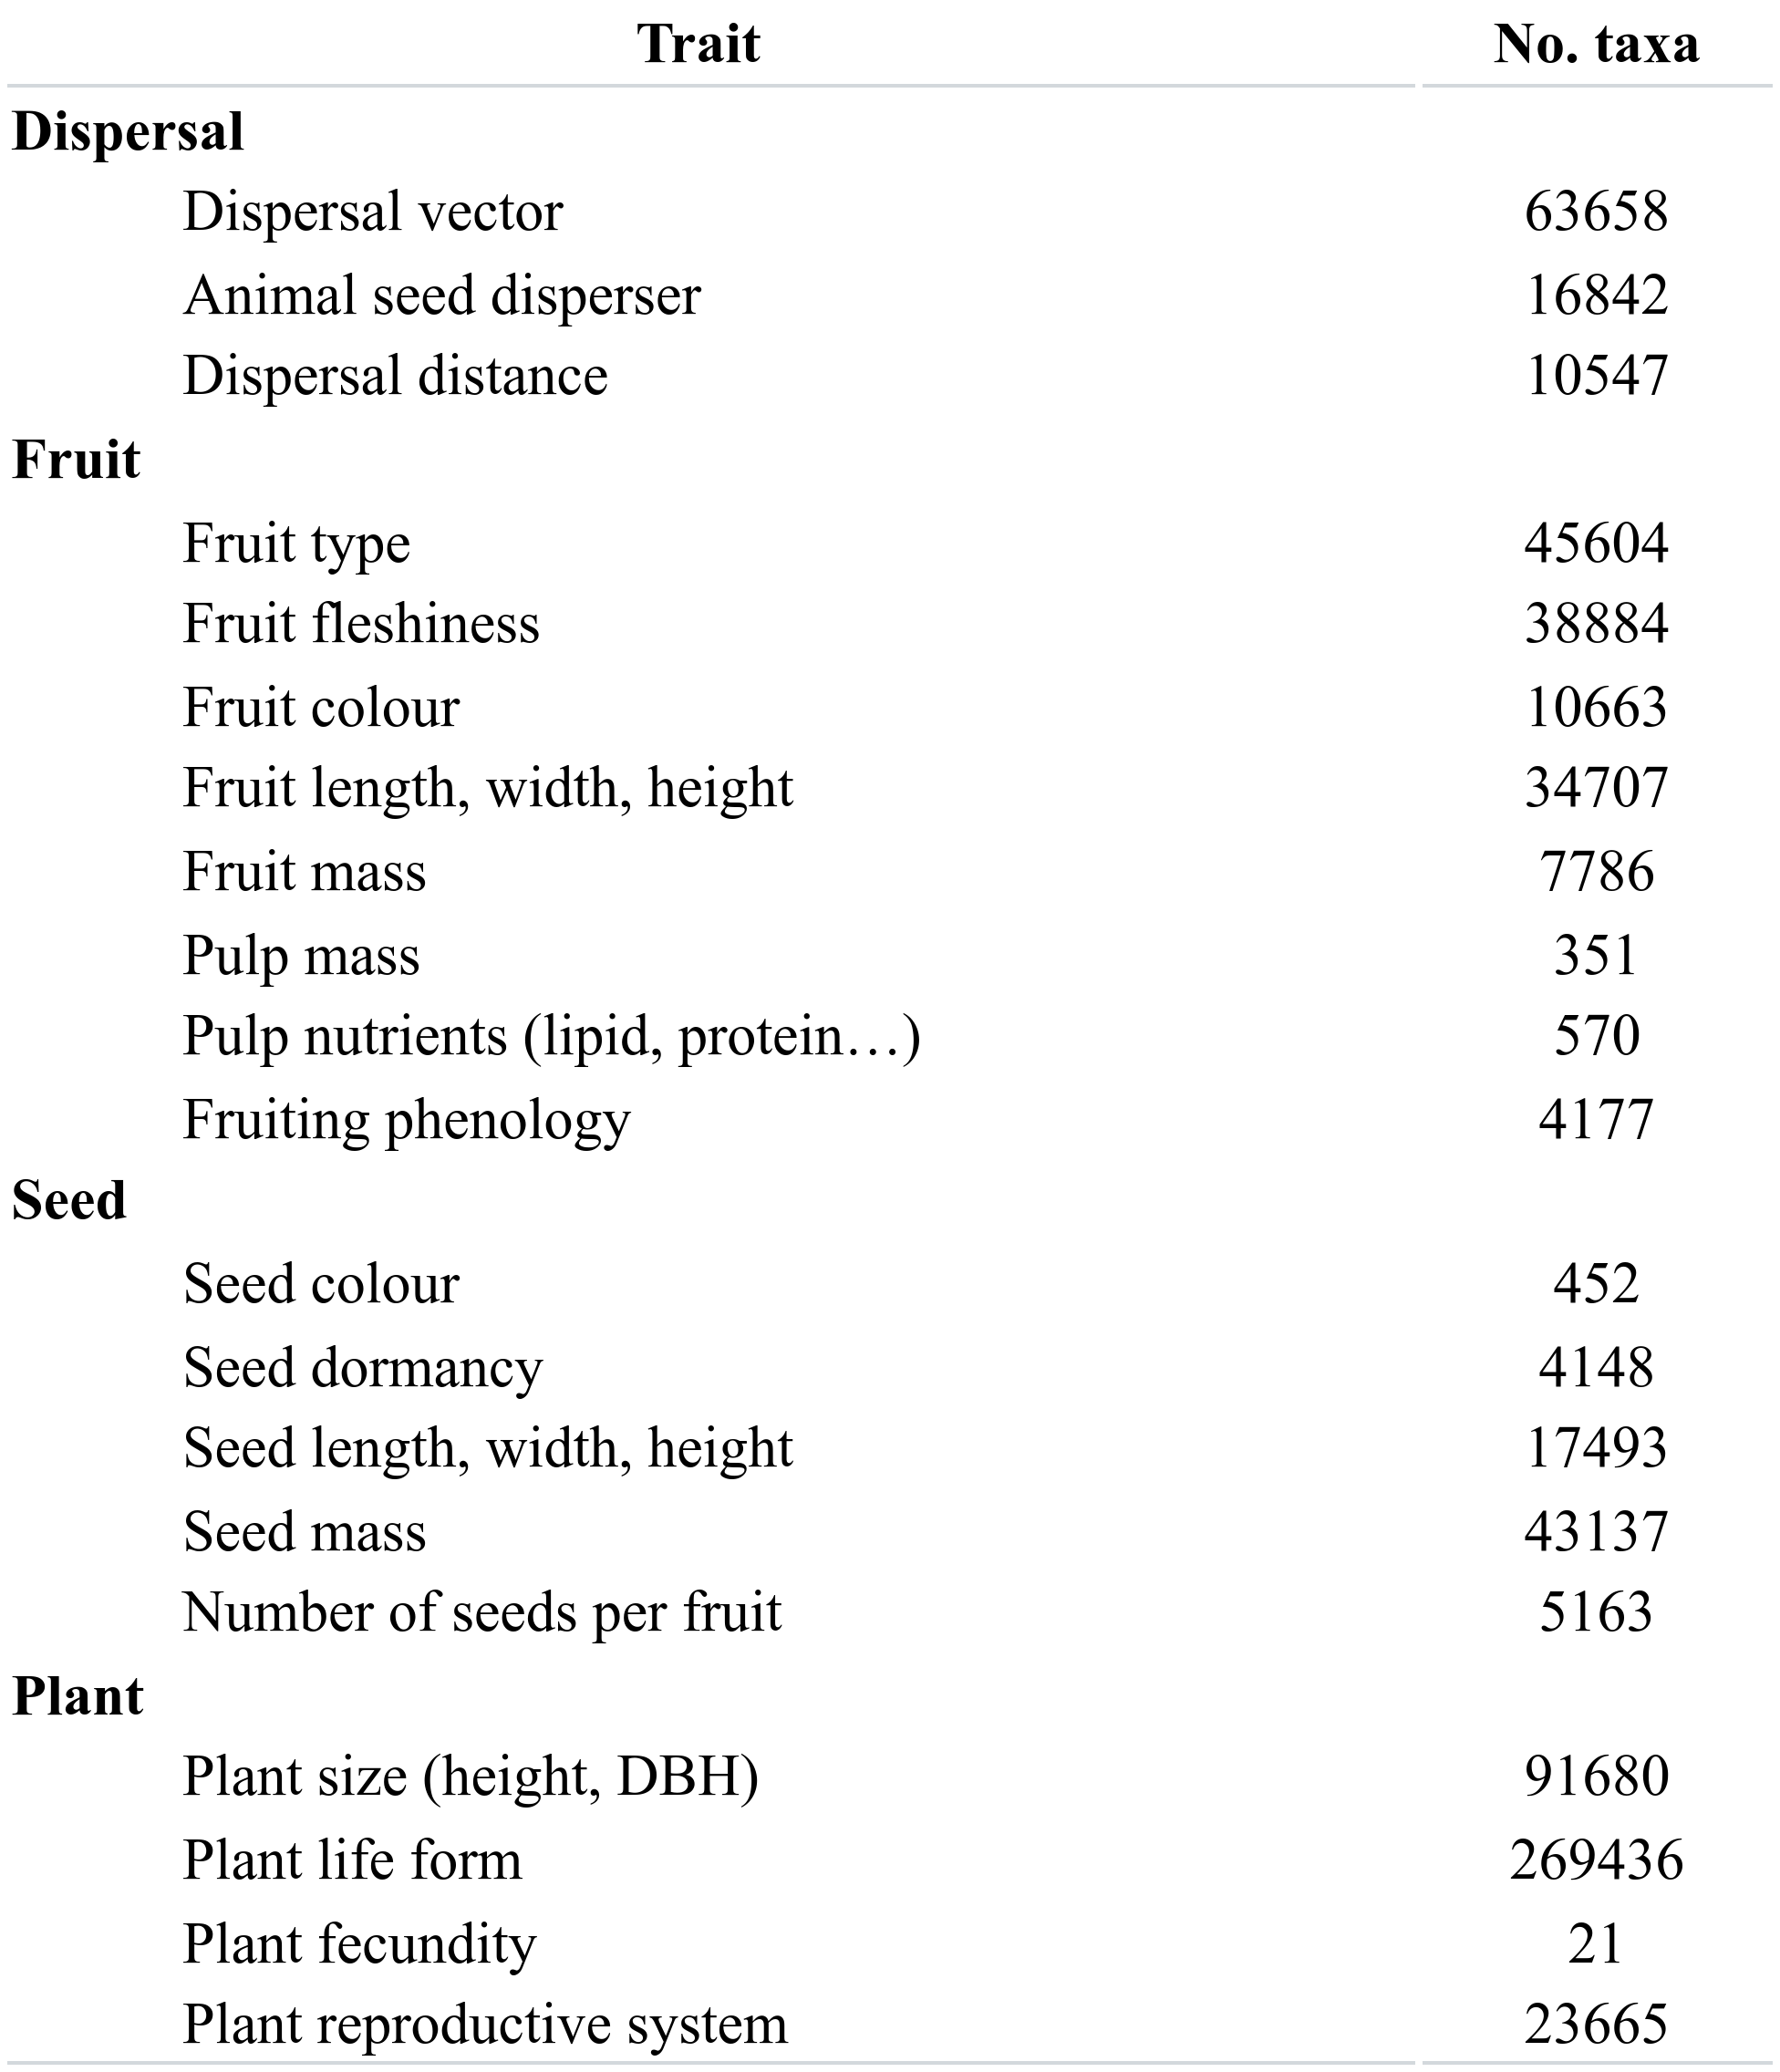 Trait No. taxa
Dispersal
Dispersal vector 63658
Animal seed disperser 16842
Dispersal distance 10547
Fruit
Fruit type 45604
Fruit fleshiness 38884
Fruit colour 10663
Fruit length, width, height 34707
Fruit mass 7786
Pulp mass 351
Pulp nutrients (lipid, protein…) 570
Fruiting phenology 4177
Seed
Seed colour 452
Seed dormancy 4148
Seed length, width, height 17493
Seed mass 43137
Number of seeds per fruit 5163
Plant
Plant size (height, DBH) 91680
Plant life form 269436
Plant fecundity 21
Plant reproductive system 23665